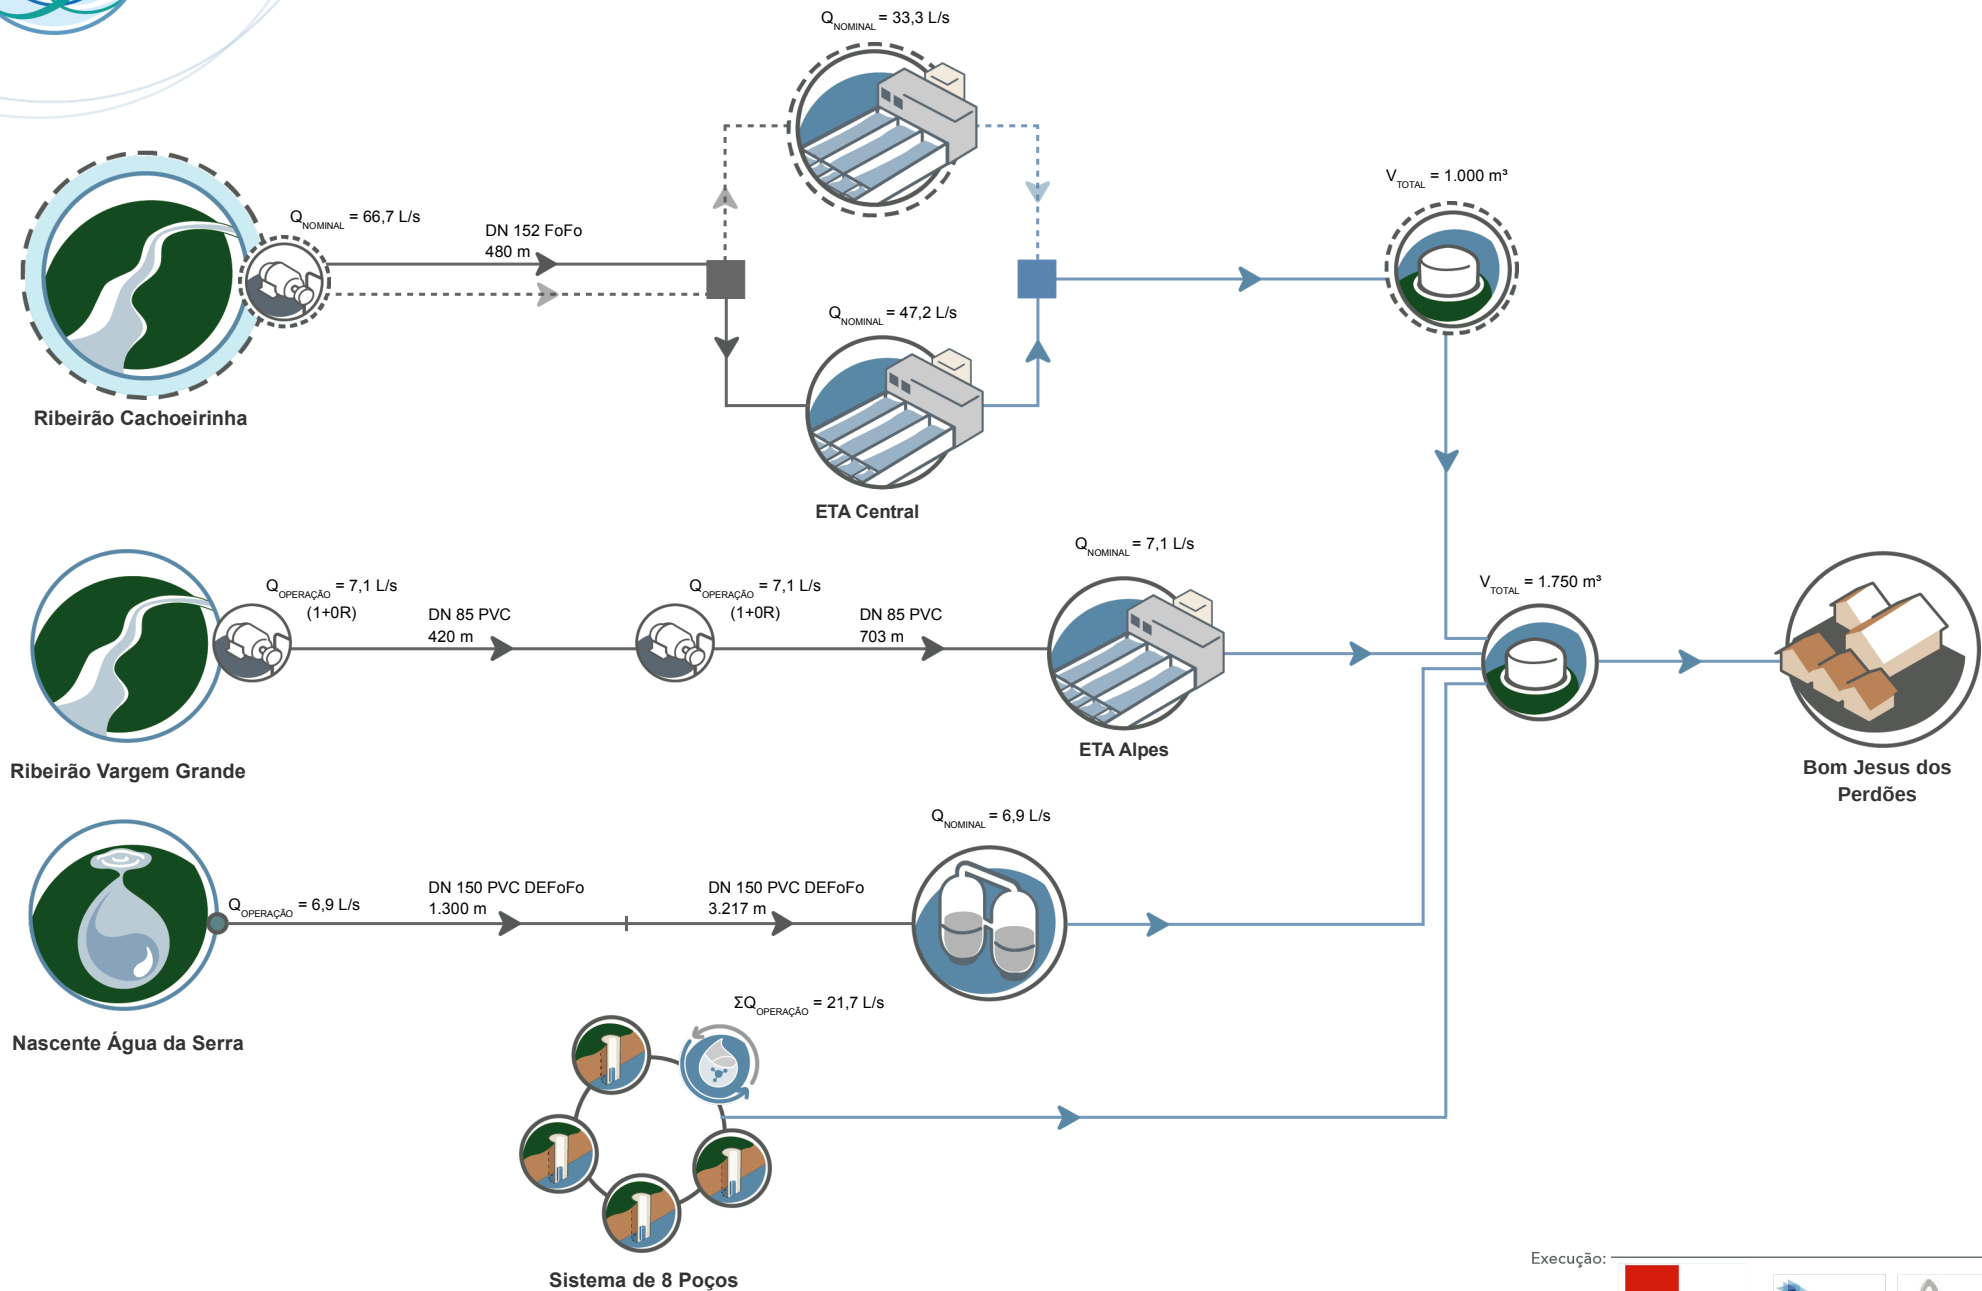 QNOMINAL = 33,3 L/s
VTOTAL = 1.000 m³
QNOMINAL = 66,7 L/s
DN 152 FoFo
480 m
QNOMINAL = 47,2 L/s
Ribeirão Cachoeirinha
ETA Central
QNOMINAL = 7,1 L/s
QOPERAÇÃO = 7,1 L/s
(1+0R)
DN 85 PVC
420 m
QOPERAÇÃO = 7,1 L/s
(1+0R)
DN 85 PVC
703 m
VTOTAL = 1.750 m³
ETA Alpes
Ribeirão Vargem Grande
Bom Jesus dos
Perdões
QNOMINAL = 6,9 L/s
QOPERAÇÃO = 6,9 L/s
DN 150 PVC DEFoFo
1.300 m
DN 150 PVC DEFoFo
3.217 m
Nascente Água da Serra
ΣQOPERAÇÃO = 21,7 L/s
Sistema de 8 Poços
Execução: